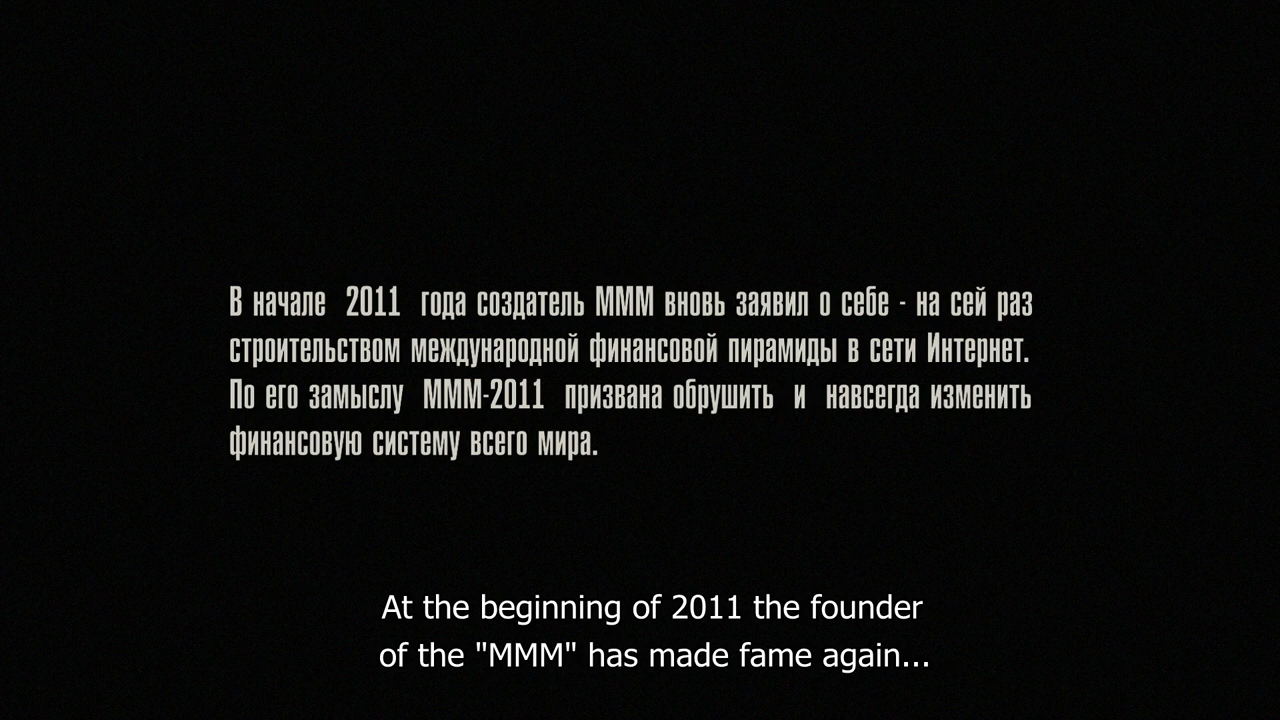 В начале 2011 года создатель МММ вновь заявил о себе - на сей раз
строительством международной финансовой пирамиды в сети Интернет.
По его замыслу МММ-2011 призвана обрушить и навсегда изменить
финансовую систему всего мира.
At the beginning of 2011 the founder
of the "MMM" has made fame again...